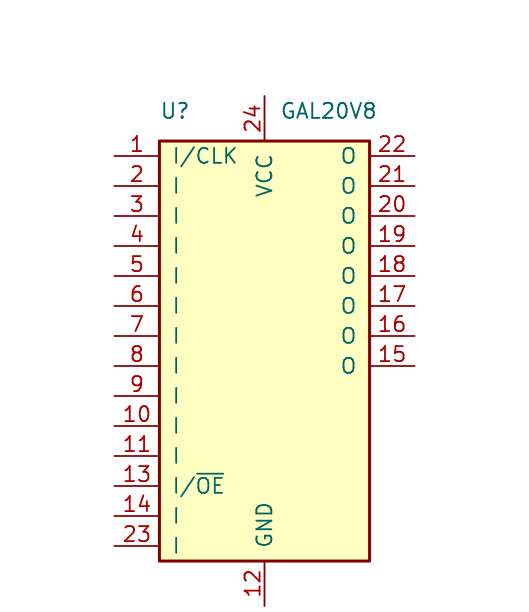 U? GAL20V8
24
1 I/CLK VCC O 22
2 I O 21
3 I O 20
4 I O 19
5 I O 18
6 I O 17
7 I O 16
8 I O 15
9 I
10 I
11 I
13 I/OE
14 I GND
23 I
12